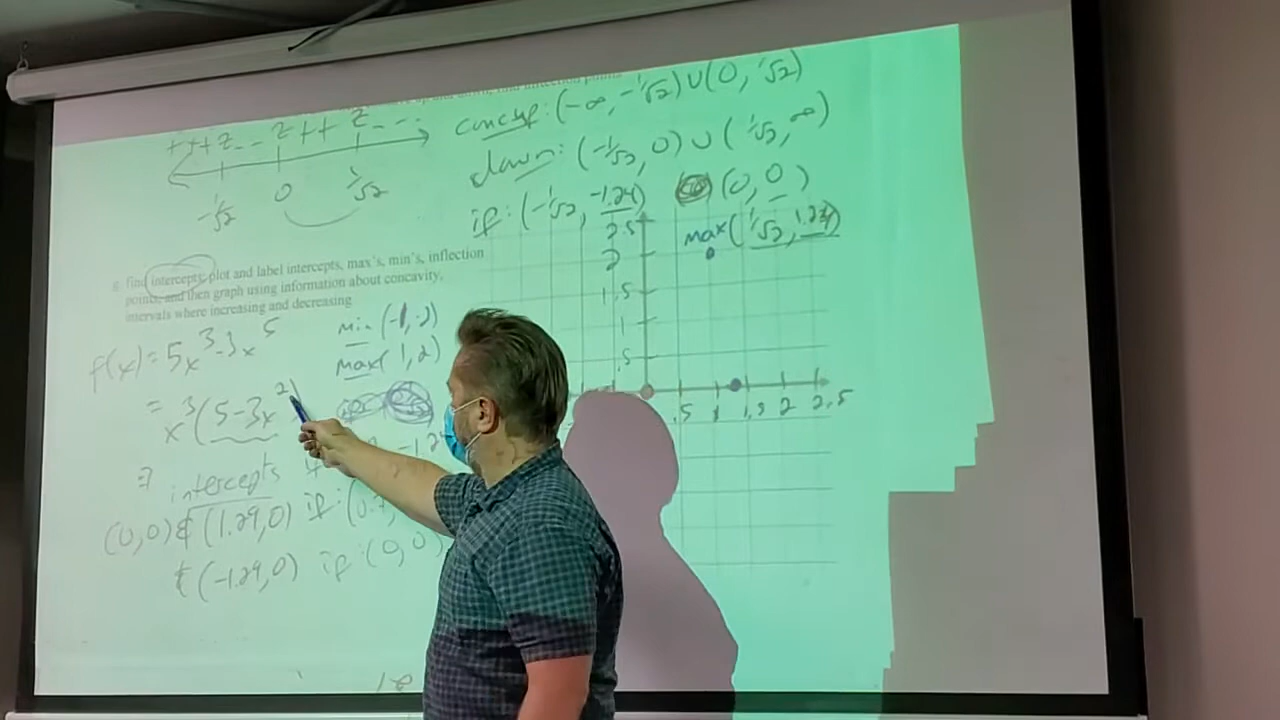 +++ z -- z ++ z --..
-1/√2 0 1/√2
concup: (-∞, -1/√2) ∪ (0, 1/√2)
down: (-1/√2, 0) ∪ (1/√2, ∞)
if: (-1/√2, -1.24) (0, 0)
max (1/√2, 1.24)
g. find intercepts, plot and label intercepts, max's, min's, inflection
points, and then graph using information about concavity,
intervals where increasing and decreasing
f(x) = 5x³-3x⁵
= x³(5-3x²)
min (-1, -2)
max (1, 2)
⇒ intercepts
(0,0) & (1.29,0) if: (0.7,
& (-1.29,0) if: (0,0)
2.5
2
1.5
1
.5
.5 1 1.5 2 2.5